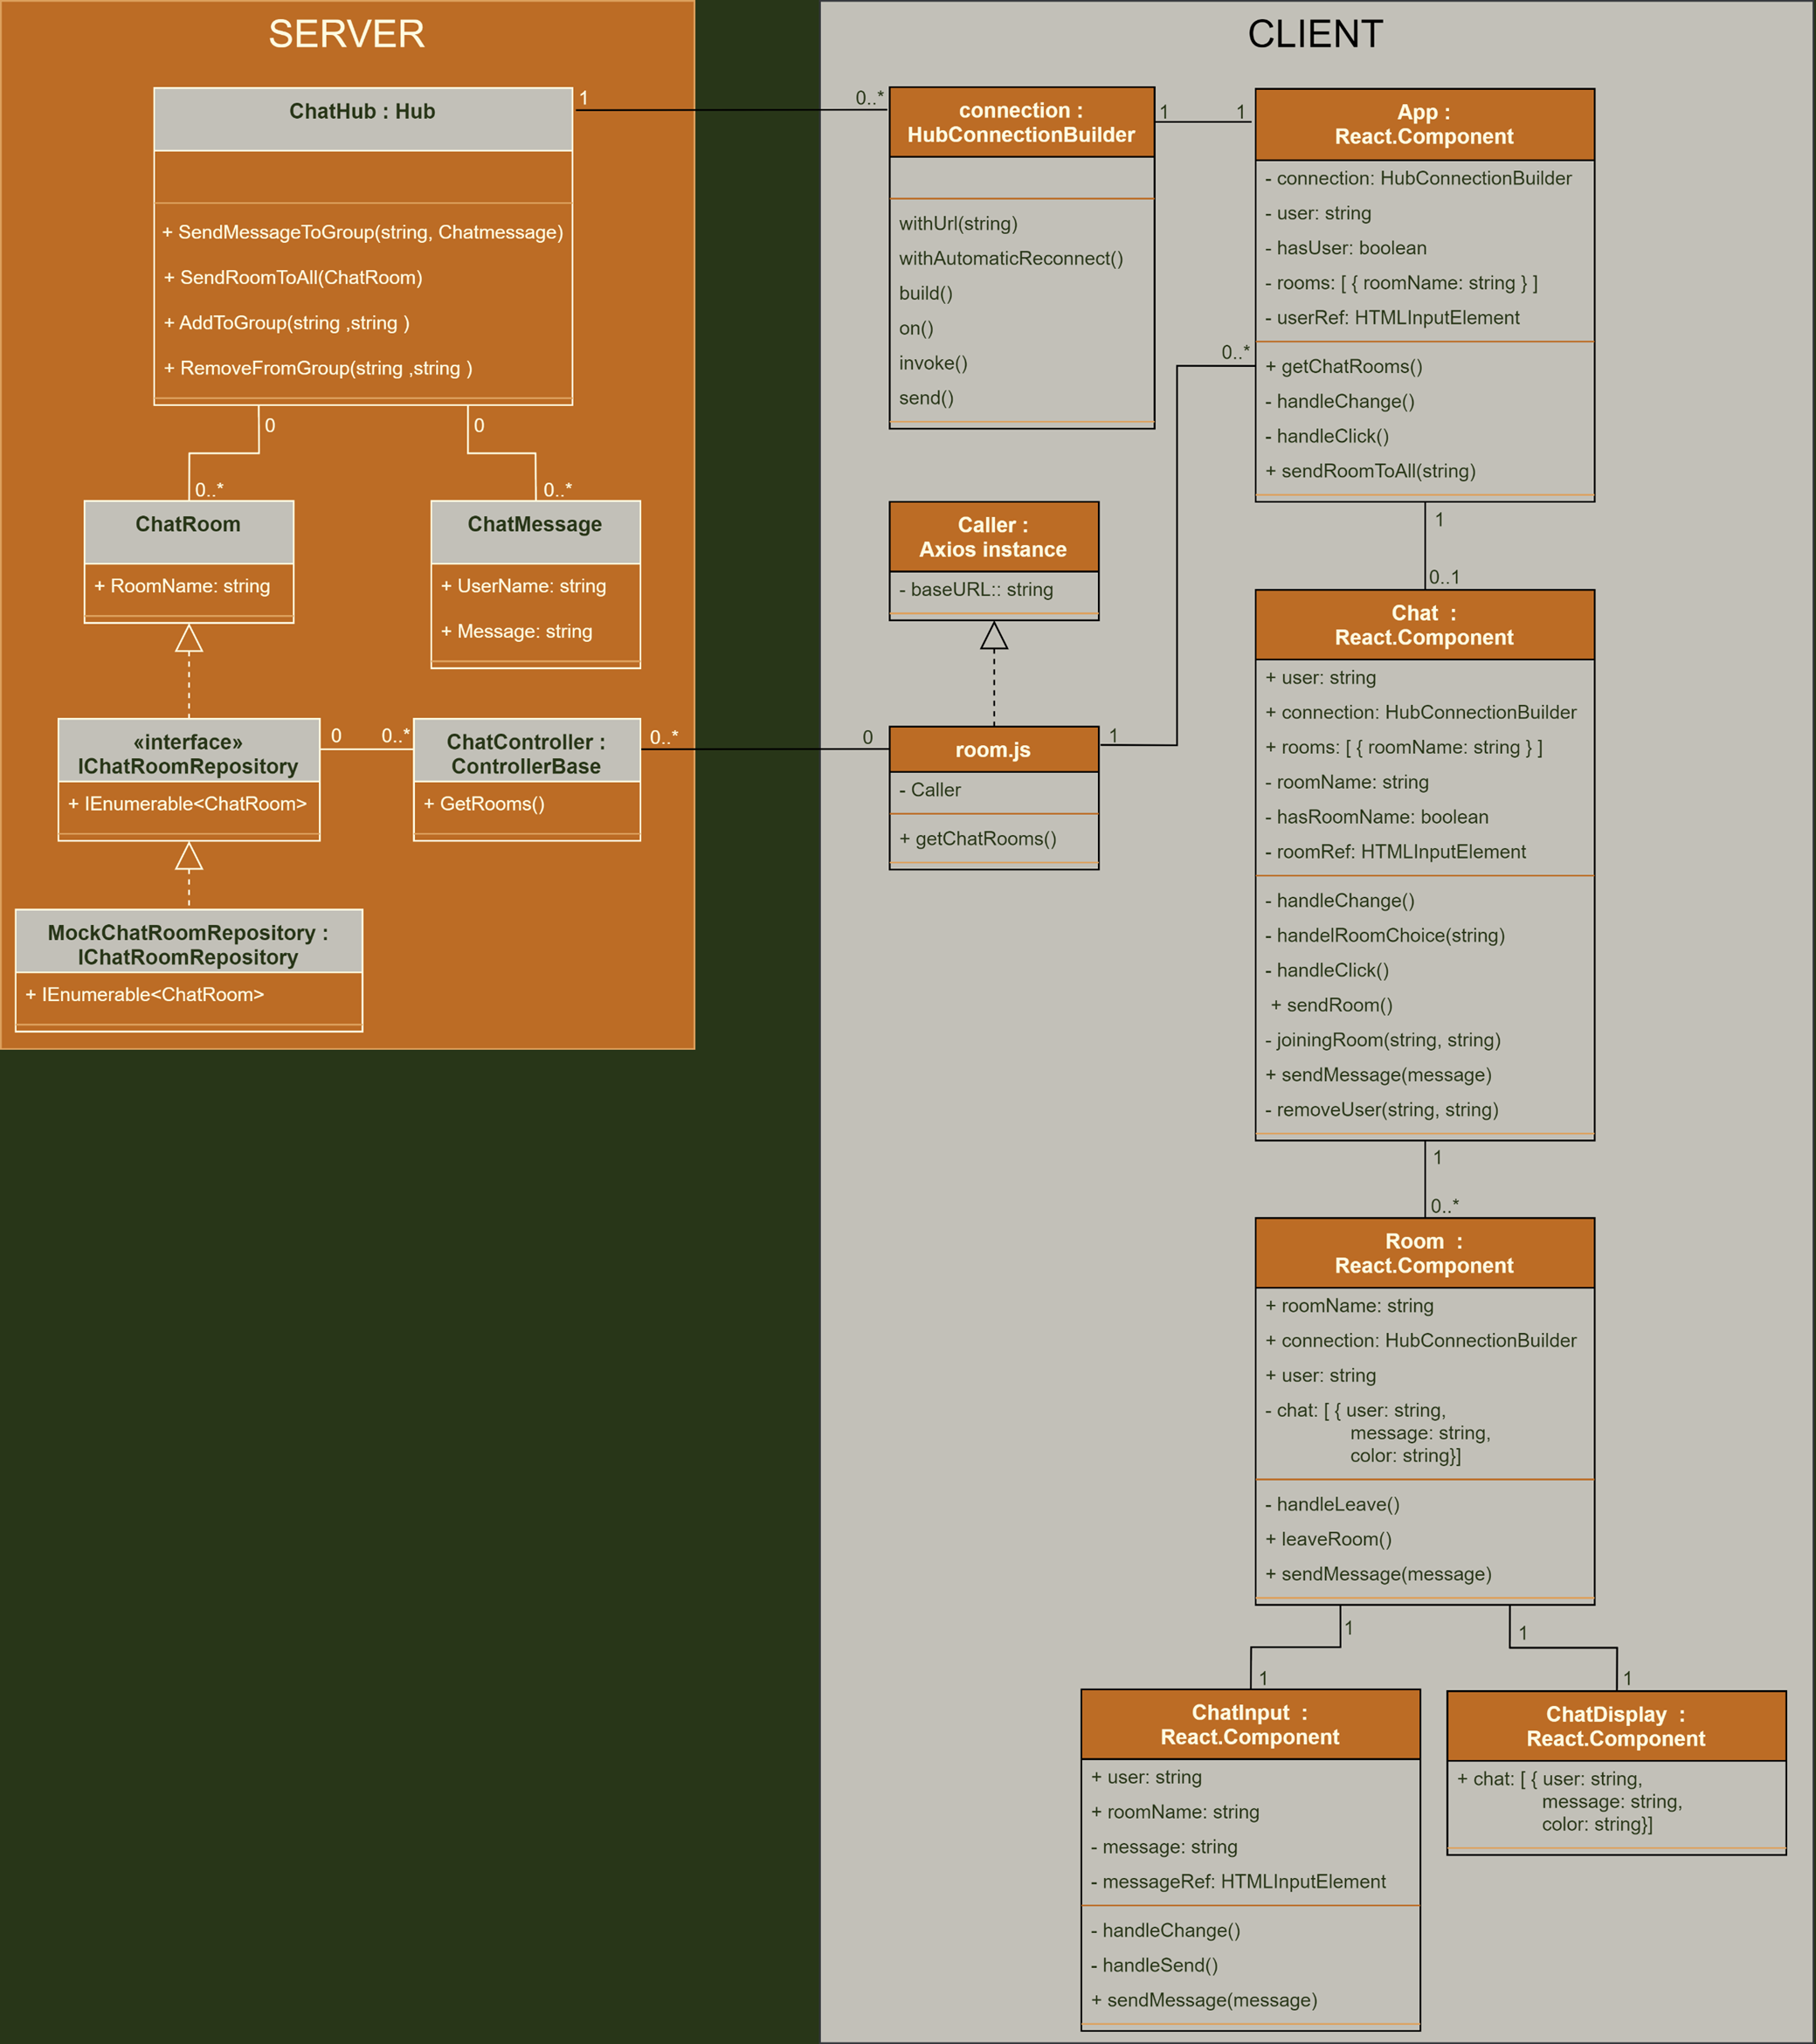 SERVER
ChatHub : Hub
+ SendMessageToGroup(string, Chatmessage)
+ SendRoomToAll(ChatRoom)
+ AddToGroup(string ,string )
+ RemoveFromGroup(string ,string )
1
0..*
0
0
0..*
0..*
ChatRoom
+ RoomName: string
ChatMessage
+ UserName: string
+ Message: string
«interface»
IChatRoomRepository
+ IEnumerable<ChatRoom>
0
0..*
ChatController :
ControllerBase
+ GetRooms()
0..*
0
MockChatRoomRepository :
IChatRoomRepository
+ IEnumerable<ChatRoom>
CLIENT
connection :
HubConnectionBuilder
withUrl(string)
withAutomaticReconnect()
build()
on()
invoke()
send()
1
1
App :
React.Component
- connection: HubConnectionBuilder
- user: string
- hasUser: boolean
- rooms: [ { roomName: string } ]
- userRef: HTMLInputElement
+ getChatRooms()
- handleChange()
- handleClick()
+ sendRoomToAll(string)
0..*
Caller :
Axios instance
- baseURL:: string
room.js
- Caller
+ getChatRooms()
1
1
0..1
Chat :
React.Component
+ user: string
+ connection: HubConnectionBuilder
+ rooms: [ { roomName: string } ]
- roomName: string
- hasRoomName: boolean
- roomRef: HTMLInputElement
- handleChange()
- handelRoomChoice(string)
- handleClick()
+ sendRoom()
- joiningRoom(string, string)
+ sendMessage(message)
- removeUser(string, string)
1
0..*
Room :
React.Component
+ roomName: string
+ connection: HubConnectionBuilder
+ user: string
- chat: [ { user: string,
message: string,
color: string}]
- handleLeave()
+ leaveRoom()
+ sendMessage(message)
1
1
1
1
ChatInput :
React.Component
+ user: string
+ roomName: string
- message: string
- messageRef: HTMLInputElement
- handleChange()
- handleSend()
+ sendMessage(message)
ChatDisplay :
React.Component
+ chat: [ { user: string,
message: string,
color: string}]